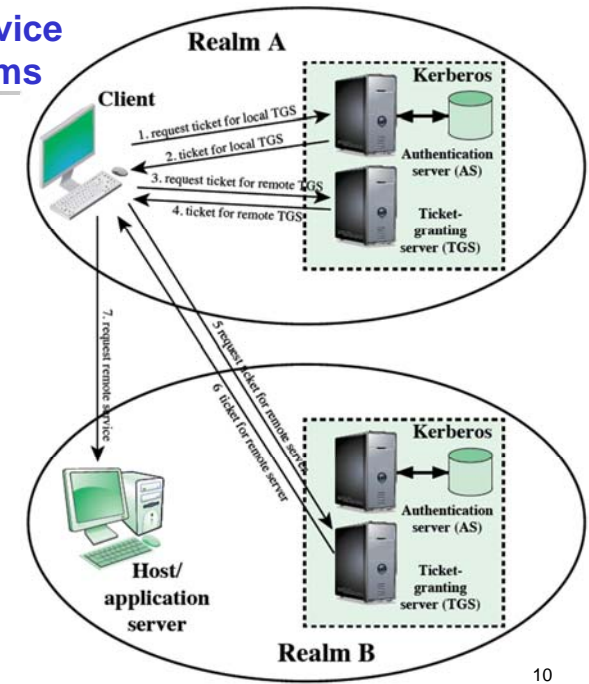 vice
ms
Realm A
Client
Kerberos
1. request ticket for local TGS
2. ticket for local TGS
3. request ticket for remote TGS
4. ticket for remote TGS
Authentication
server (AS)
Ticket-
granting
server (TGS)
5 request ticket for remote server
6 ticket for remote server
7. request remote service
Kerberos
Authentication
server (AS)
Ticket-
granting
server (TGS)
Host/
application
server
Realm B
10